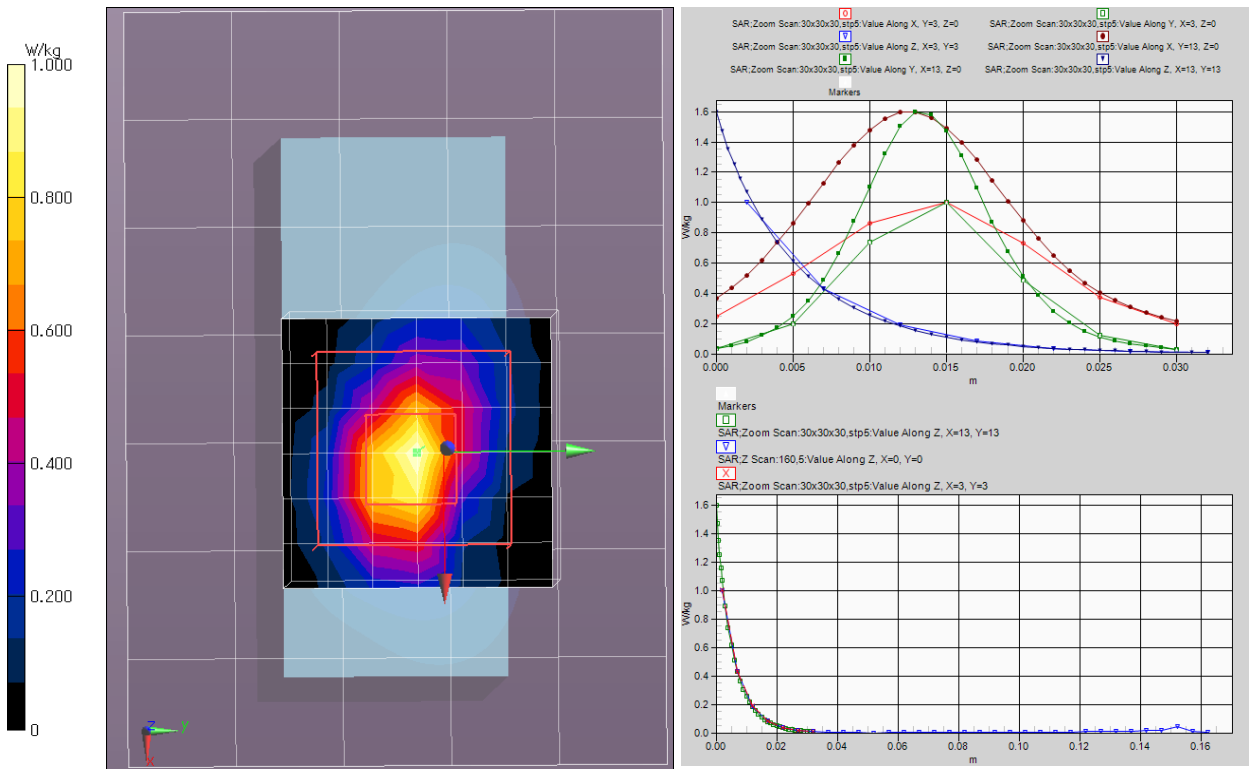 W/kg
1.000
0.800
0.600
0.400
0.200
0
Z
Y
X
SAR;Zoom Scan:30x30x30,stp5:Value Along X, Y=3, Z=0
SAR;Zoom Scan:30x30x30,stp5:Value Along Y, X=3, Z=0
SAR;Zoom Scan:30x30x30,stp5:Value Along Z, X=3, Y=3
SAR;Zoom Scan:30x30x30,stp5:Value Along X, Y=13, Z=0
SAR;Zoom Scan:30x30x30,stp5:Value Along Y, X=13, Z=0
SAR;Zoom Scan:30x30x30,stp5:Value Along Z, X=13, Y=13
Markers
1.6
1.4
1.2
1.0
0.8
0.6
0.4
0.2
0.0
W/kg
0.000 0.005 0.010 0.015 0.020 0.025 0.030
m
Markers
SAR;Zoom Scan:30x30x30,stp5:Value Along Z, X=13, Y=13
SAR;Z Scan:160,5:Value Along Z, X=0, Y=0
SAR;Zoom Scan:30x30x30,stp5:Value Along Z, X=3, Y=3
1.6
1.4
1.2
1.0
0.8
0.6
0.4
0.2
0.0
W/kg
0.00 0.02 0.04 0.06 0.08 0.10 0.12 0.14 0.16
m